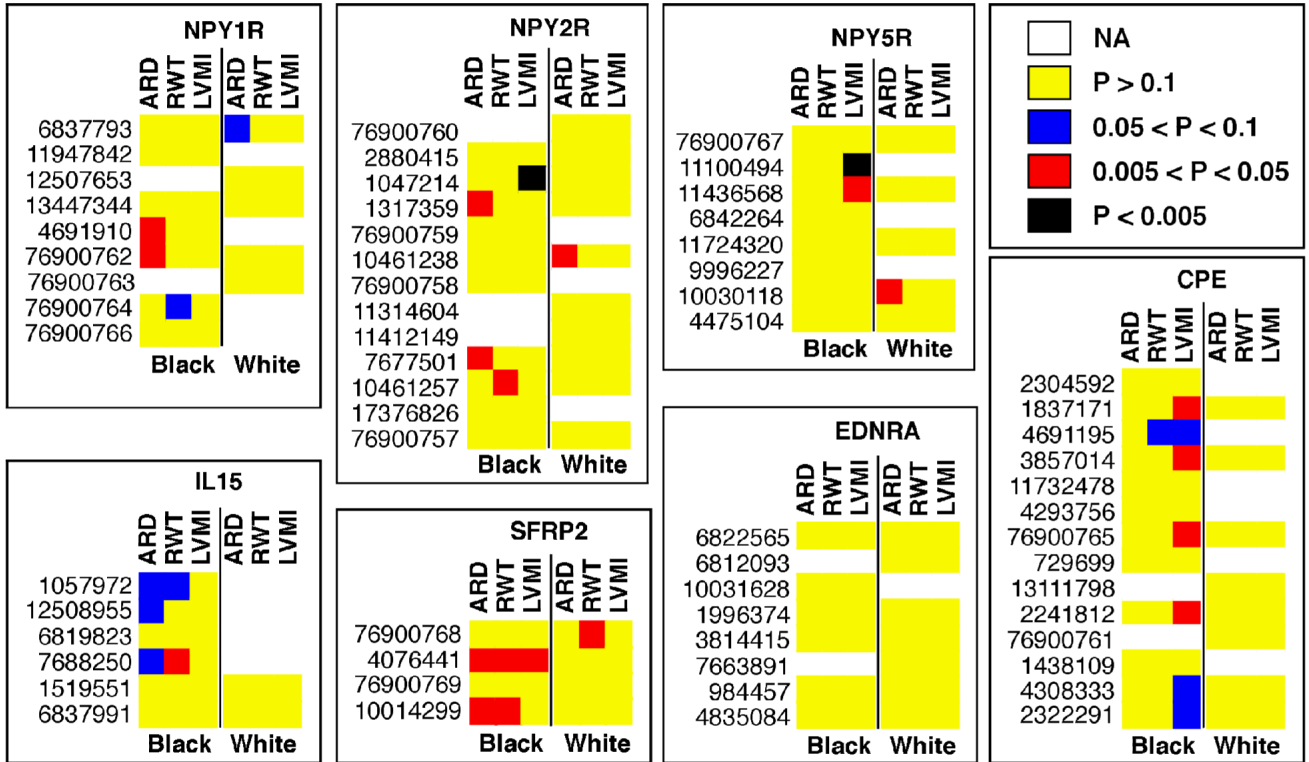 NPY1R
ARD RWT LVMI ARD RWT LVMI
6837793
11947842
12507653
13447344
4691910
76900762
76900763
76900764
76900766
Black White
NPY2R
ARD RWT LVMI ARD RWT LVMI
76900760
2880415
1047214
1317359
76900759
10461238
76900758
11314604
11412149
7677501
10461257
17376826
76900757
Black White
NPY5R
ARD RWT LVMI ARD RWT LVMI
76900767
11100494
11436568
6842264
11724320
9996227
10030118
4475104
Black White
NA
P > 0.1
0.05 < P < 0.1
0.005 < P < 0.05
P < 0.005
IL15
ARD RWT LVMI ARD RWT LVMI
1057972
12508955
6819823
7688250
1519551
6837991
Black White
SFRP2
ARD RWT LVMI ARD RWT LVMI
76900768
4076441
76900769
10014299
Black White
EDNRA
ARD RWT LVMI ARD RWT LVMI
6822565
6812093
10031628
1996374
3814415
7663891
984457
4835084
Black White
CPE
ARD RWT LVMI ARD RWT LVMI
2304592
1837171
4691195
3857014
11732478
4293756
76900765
729699
13111798
2241812
76900761
1438109
4308333
2322291
Black White